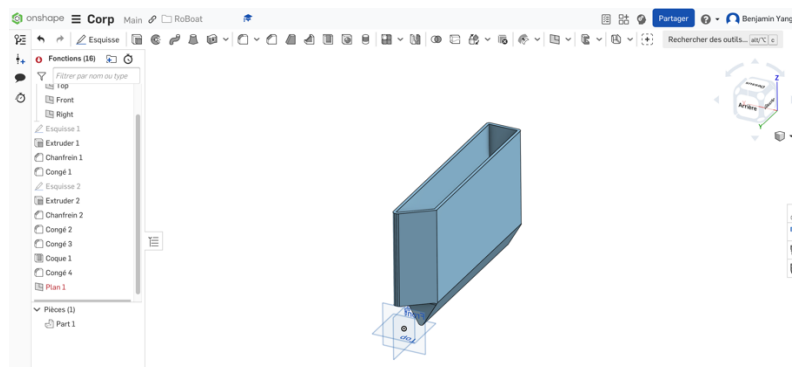 onshape Corp Main RoBoat Partager Benjamin Yang
Esquisse Rechercher des outils... alt/⌥ c
Fonctions (16)
Filtrer par nom ou type
Top
Front
Right
Esquisse 1
Extruder 1
Chanfrein 1
Congé 1
Esquisse 2
Extruder 2
Chanfrein 2
Congé 2
Congé 3
Coque 1
Congé 4
Plan 1
Pièces (1)
Part 1
Z
Arrière
Y
Top